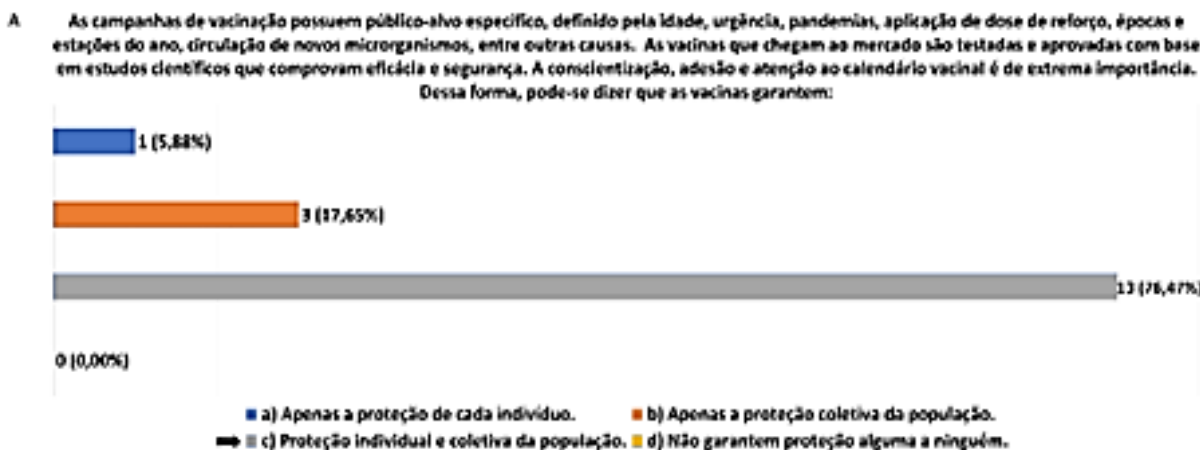 A
As campanhas de vacinação possuem público-alvo específico, definido pela idade, urgência, pandemias, aplicação de dose de reforço, épocas e
estações do ano, circulação de novos microrganismos, entre outras causas. As vacinas que chegam ao mercado são testadas e aprovadas com base
em estudos científicos que comprovam eficácia e segurança. A conscientização, adesão e atenção ao calendário vacinal é de extrema importância.
Dessa forma, pode-se dizer que as vacinas garantem:
1 (5,88%)
3 (17,65%)
13 (76,47%)
0 (0,00%)
a) Apenas a proteção de cada indivíduo. b) Apenas a proteção coletiva da população.
c) Proteção individual e coletiva da população. d) Não garantem proteção alguma a ninguém.